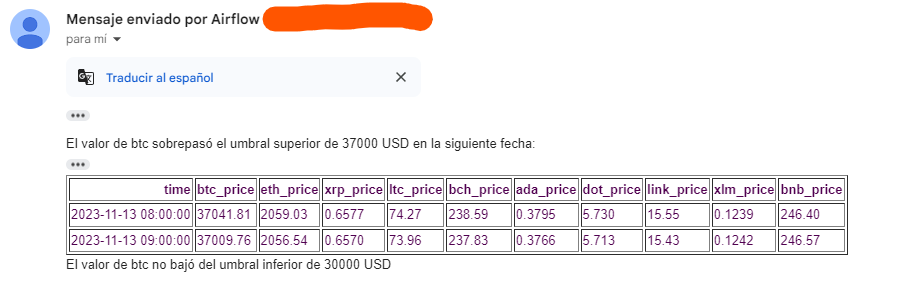 Mensaje enviado por Airflow
para mí
Traducir al español
El valor de btc sobrepasó el umbral superior de 37000 USD en la siguiente fecha:
time btc_price eth_price xrp_price ltc_price bch_price ada_price dot_price link_price xlm_price bnb_price
2023-11-13 08:00:00 37041.81 2059.03 0.6577 74.27 238.59 0.3795 5.730 15.55 0.1239 246.40
2023-11-13 09:00:00 37009.76 2056.54 0.6570 73.96 237.83 0.3766 5.713 15.43 0.1242 246.57
El valor de btc no bajó del umbral inferior de 30000 USD